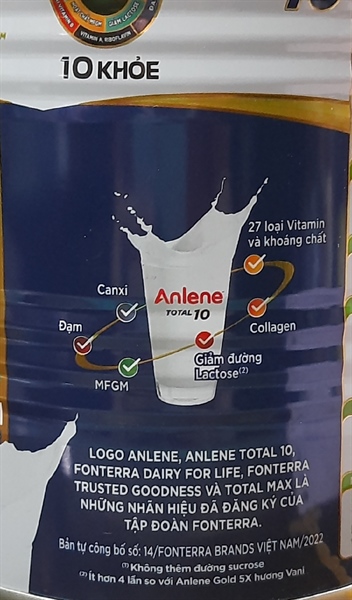 GIẢM LACTOSE
VITAMIN A, RIBOFLAVIN
10
10 KHỎE
27 loại Vitamin
và khoáng chất
Canxi
Anlene
TOTAL 10
Đạm
Collagen
Giảm đường
Lactose(2)
MFGM
LOGO ANLENE, ANLENE TOTAL 10,
FONTERRA DAIRY FOR LIFE, FONTERRA
TRUSTED GOODNESS VÀ TOTAL MAX LÀ
NHỮNG NHÃN HIỆU ĐÃ ĐĂNG KÝ CỦA
TẬP ĐOÀN FONTERRA.
Bản tự công bố số: 14/FONTERRA BRANDS VIỆT NAM/2022
(1) Không thêm đường sucrose
(2) Ít hơn 4 lần so với Anlene Gold 5X hương Vani